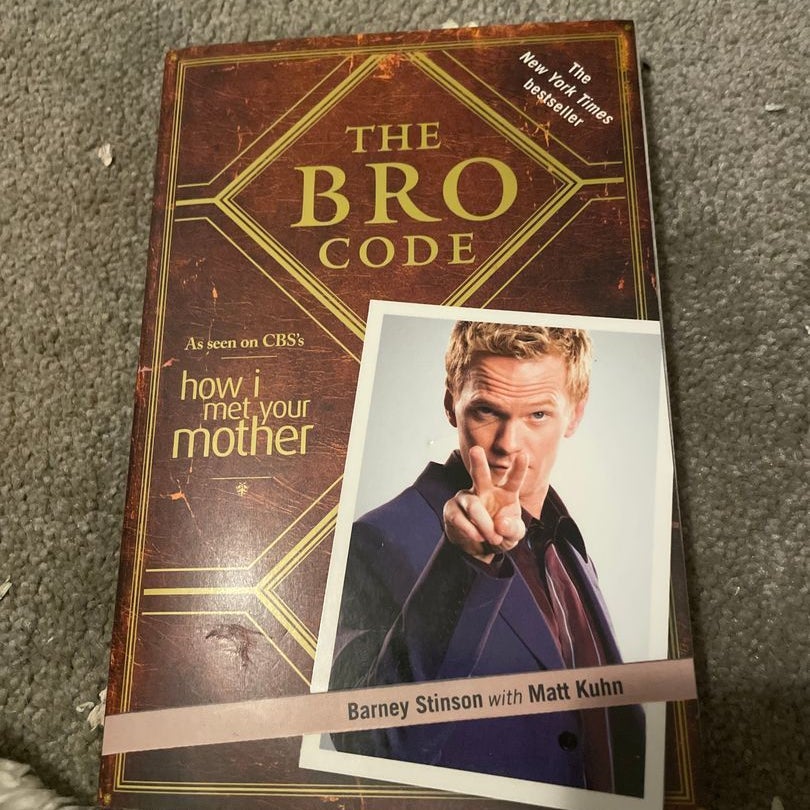 The
New York Times
bestseller
THE
BRO
CODE
As seen on CBS's
how i
met your
mother
Barney Stinson with Matt Kuhn